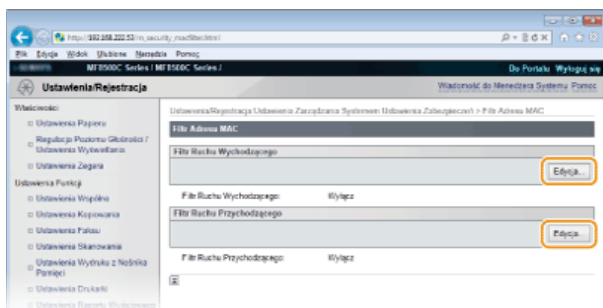 http://192.168.222.52/m_security_macfilter.html
Plik Edycja Widok Ulubione Narzędzia Pomoc
MF8500C Series / MF8500C Series /
Do Portalu Wyloguj się
Ustawienia/Rejestracja
Wiadomość do Menedżera Systemu Pomoc
Właściwości
Ustawienia Papieru
Regulacja Poziomu Głośności /
Ustawienia Wyświetlania
Ustawienia Zegara
Ustawienia Funkcji
Ustawienia Wspólne
Ustawienia Kopiowania
Ustawienia Faksu
Ustawienia Skanowania
Ustawienia Wydruku z Nośnika
Pamięci
Ustawienia Drukarki
Ustawienia/Rejestracja Ustawienia Zarządzania Systemem Ustawienia Zabezpieczeń > Filtr Adresu MAC
Filtr Adresu MAC
Filtr Ruchu Wychodzącego
Edycja...
Filtr Ruchu Wychodzącego: Wyłącz
Filtr Ruchu Przychodzącego
Edycja...
Filtr Ruchu Przychodzącego: Wyłącz